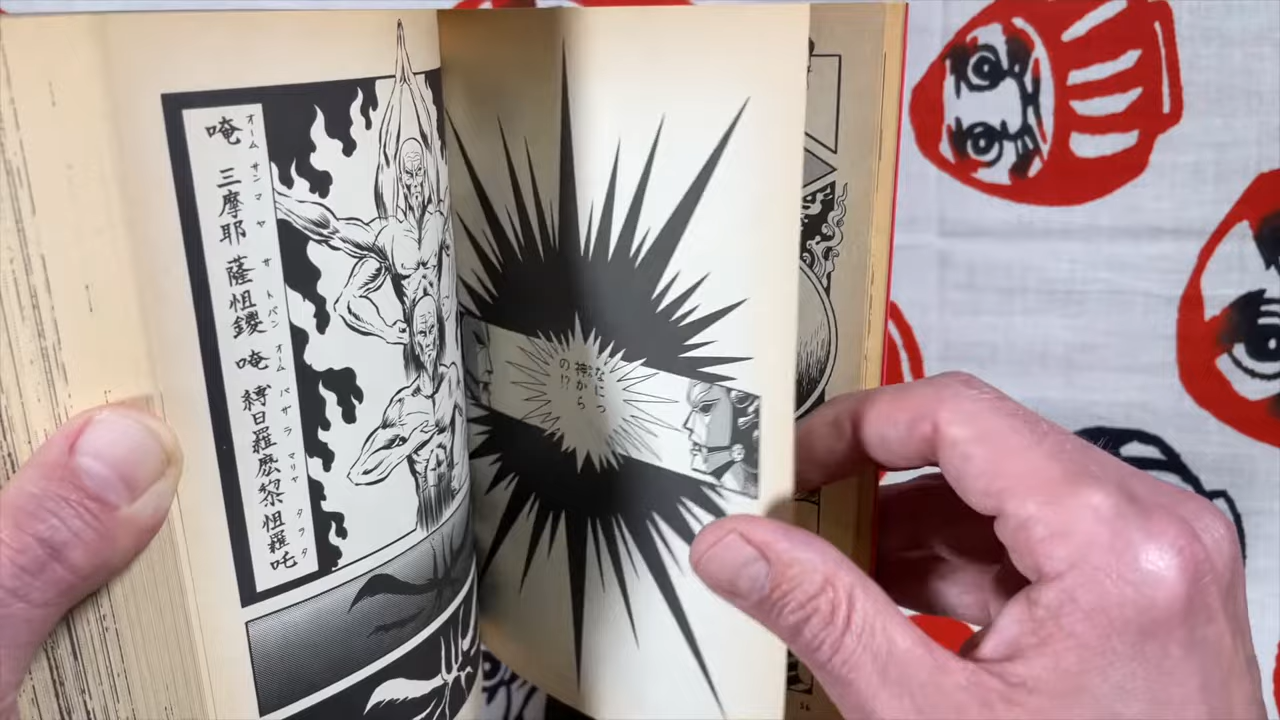 なにっ
神から
の!?
唵 三摩耶 薩怛鑁 唵 縛日羅麽黎怛羅吒
オーム サンマヤ サトバン オーム バザラ マリヤ タラタ